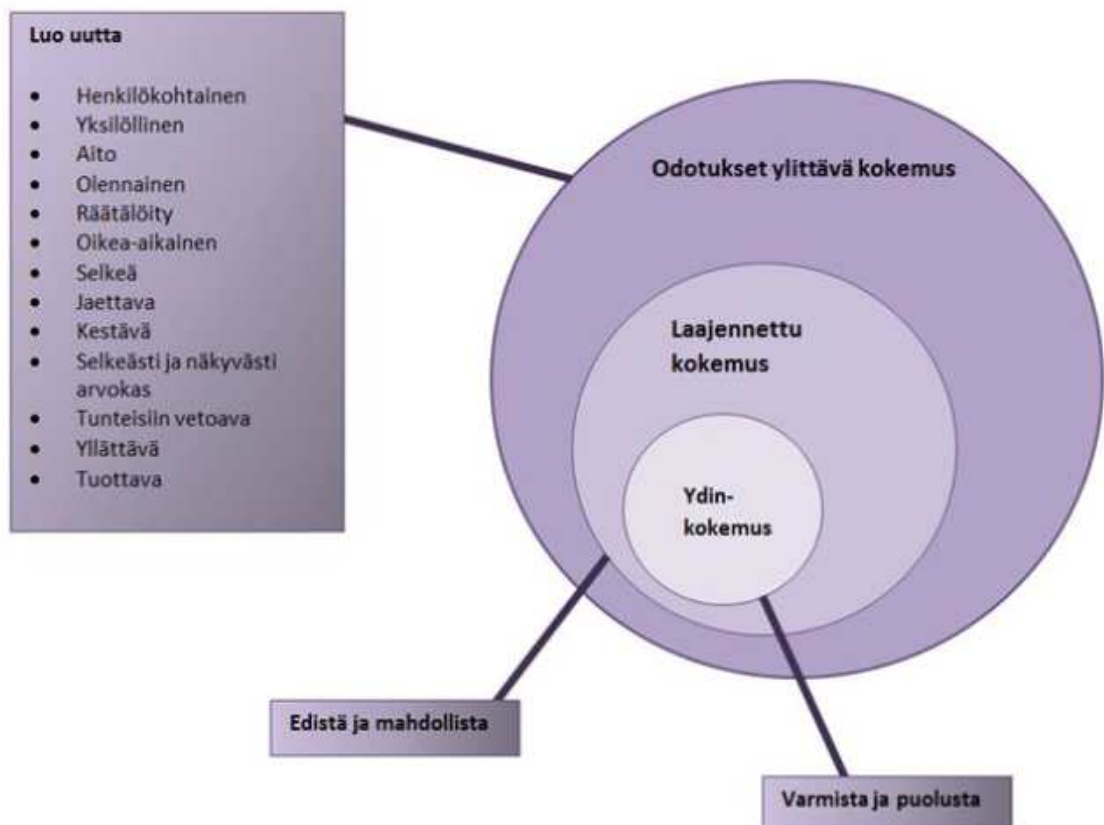 Luo uutta
• Henkilökohtainen
• Yksilöllinen
• Aito
• Olennainen
• Räätälöity
• Oikea-aikainen
• Selkeä
• Jaettava
• Kestävä
• Selkeästi ja näkyvästi
arvokas
• Tunteisiin vetoava
• Yllättävä
• Tuottava
Odotukset ylittävä kokemus
Laajennettu
kokemus
Ydin-
kokemus
Edistä ja mahdollista
Varmista ja puolusta